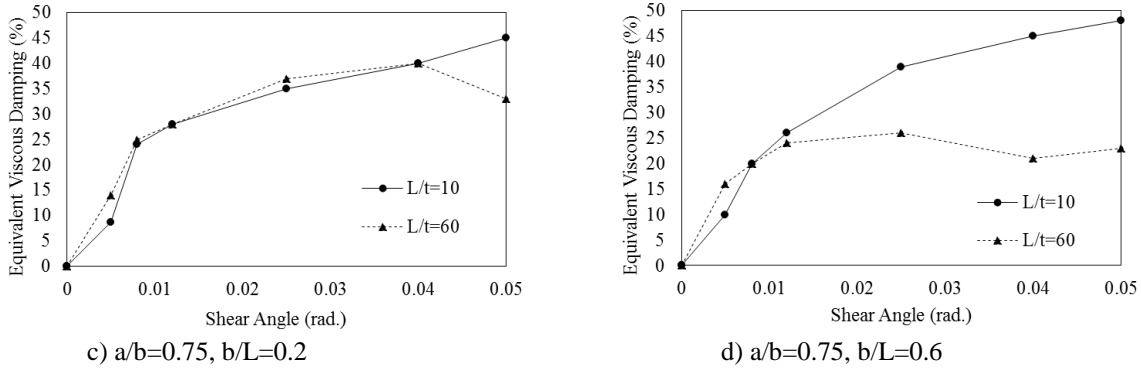 50
45
40
35
30
25
20
15
10
5
0
Equivalent Viscous Damping (%)
L/t=10
L/t=60
0 0.01 0.02 0.03 0.04 0.05
Shear Angle (rad.)
c) a/b=0.75, b/L=0.2
50
45
40
35
30
25
20
15
10
5
0
Equivalent Viscous Damping (%)
L/t=10
L/t=60
0 0.01 0.02 0.03 0.04 0.05
Shear Angle (rad.)
d) a/b=0.75, b/L=0.6